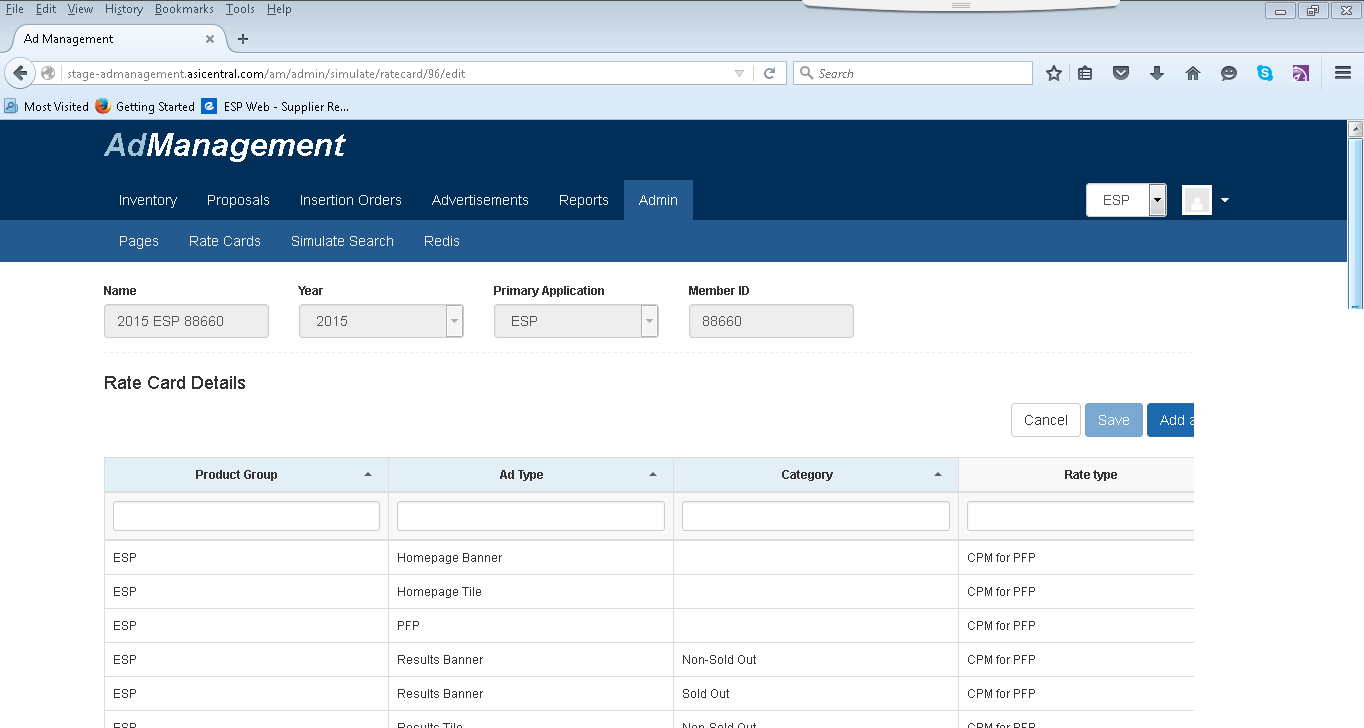 File Edit View History Bookmarks Tools Help
Ad Management
stage-admanagement.asicentral.com/am/admin/simulate/ratecard/96/edit
Search
Most Visited Getting Started ESP Web - Supplier Re...
AdManagement
Inventory Proposals Insertion Orders Advertisements Reports Admin ESP
Pages Rate Cards Simulate Search Redis
Name Year Primary Application Member ID
2015 ESP 88660 2015 ESP 88660
Rate Card Details
Cancel Save Add a
Product Group Ad Type Category Rate type
ESP Homepage Banner CPM for PFP
ESP Homepage Tile CPM for PFP
ESP PFP CPM for PFP
ESP Results Banner Non-Sold Out CPM for PFP
ESP Results Banner Sold Out CPM for PFP
ESP Results Tile Non-Sold Out CPM for PFP